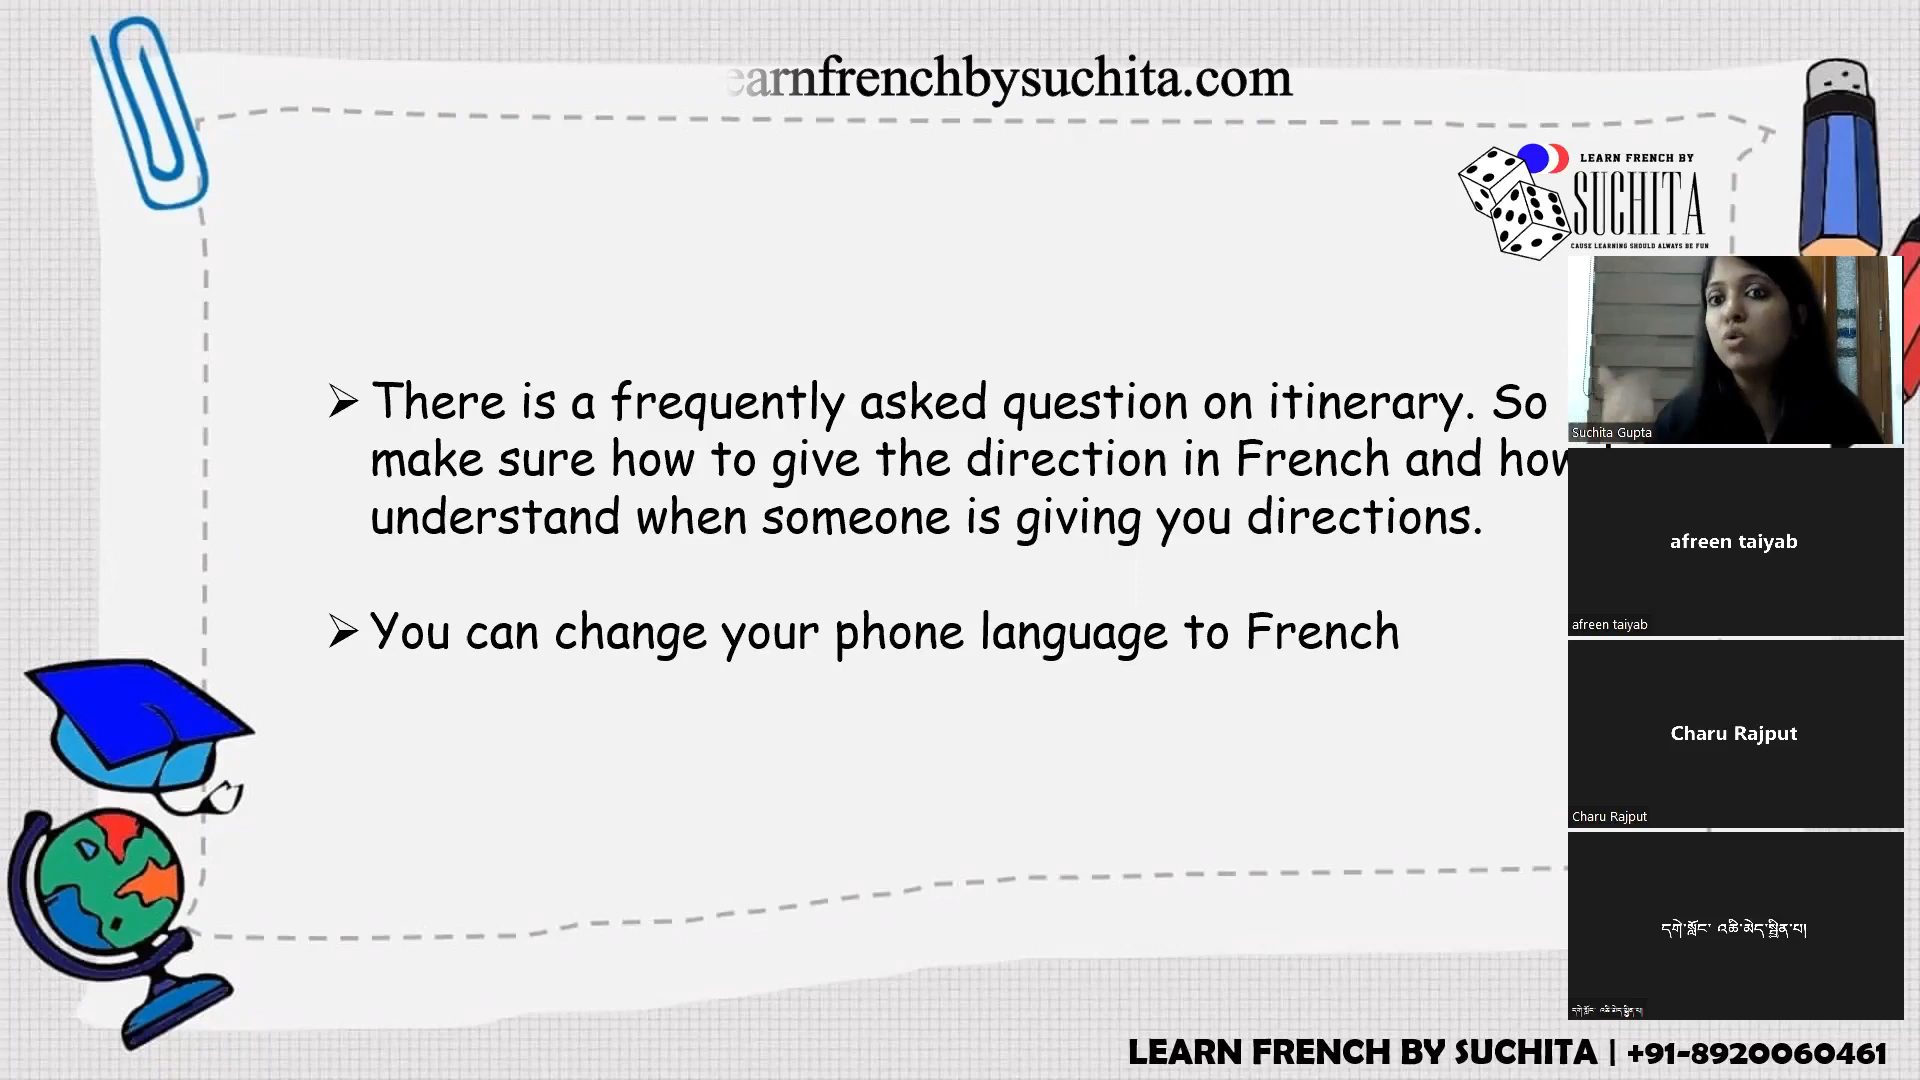 earnfrenchbysuchita.com
LEARN FRENCH BY
SUCHITA
CAUSE LEARNING SHOULD ALWAYS BE FUN
➢ There is a frequently asked question on itinerary. So
make sure how to give the direction in French and how
understand when someone is giving you directions.
➢ You can change your phone language to French
Suchita Gupta
afreen taiyab
afreen taiyab
Charu Rajput
Charu Rajput
དགེ་སློང་ འཆི་མེད་སྦྱིན་པ།
དགེ་སློང་ འཆི་མེད་སྦྱིན་པ།
LEARN FRENCH BY SUCHITA | +91-8920060461